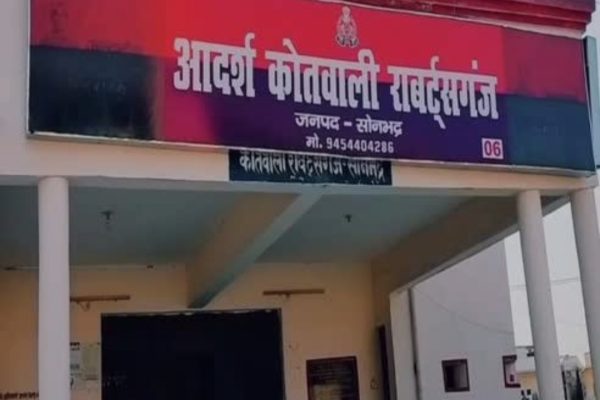 आदर्श कोतवाली राबर्ट्सगंज
जनपद - सोनभद्र
मो. 9454404286
06
कोतवाली राबर्ट्सगंज-सोनभद्र